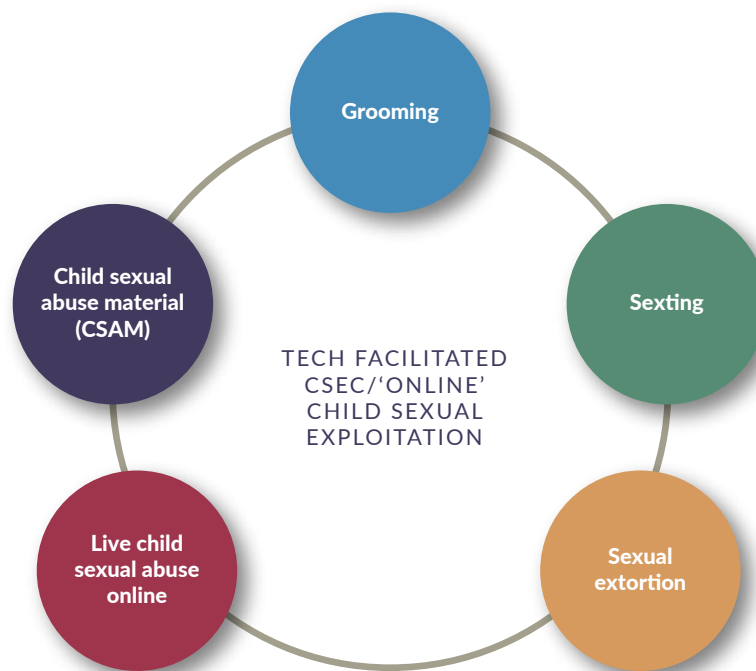 Grooming
Sexting
Sexual
extortion
Live child
sexual abuse
online
Child sexual
abuse material
(CSAM)
TECH FACILITATED
CSEC/‘ONLINE’
CHILD SEXUAL
EXPLOITATION